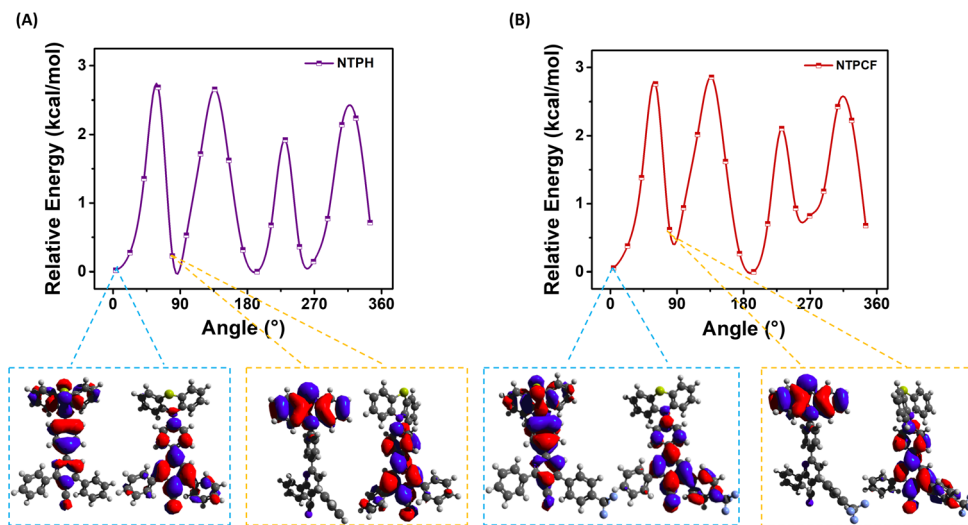 (A)
NTPH
Relative Energy (kcal/mol)
3
2
1
0
0 90 180 270 360
Angle (°)
(B)
NTPCF
Relative Energy (kcal/mol)
3
2
1
0
0 90 180 270 360
Angle (°)